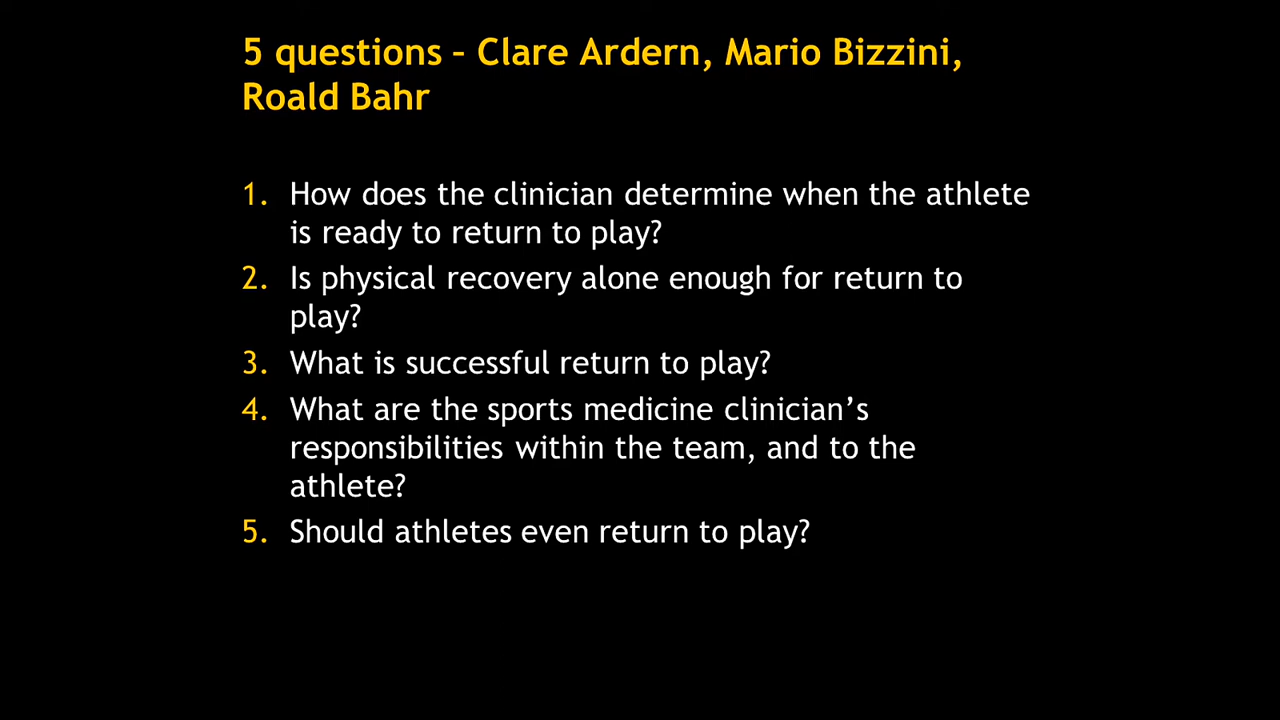 5 questions – Clare Ardern, Mario Bizzini,
Roald Bahr
1. How does the clinician determine when the athlete
is ready to return to play?
2. Is physical recovery alone enough for return to
play?
3. What is successful return to play?
4. What are the sports medicine clinician’s
responsibilities within the team, and to the
athlete?
5. Should athletes even return to play?